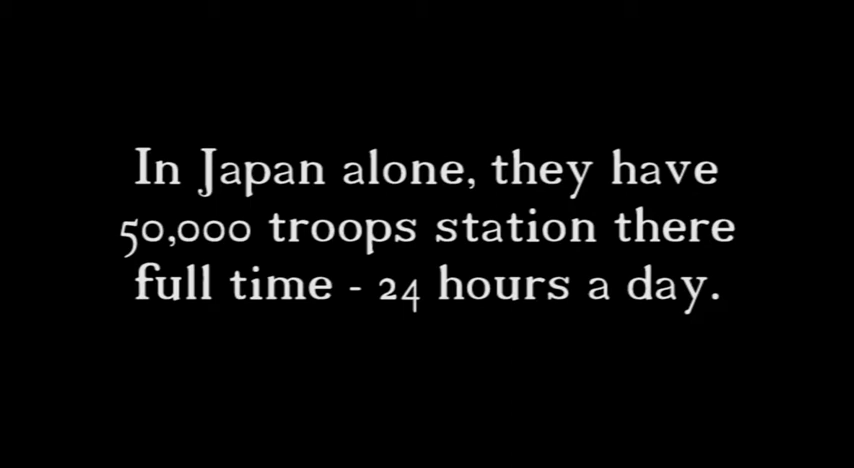 In Japan alone, they have
50,000 troops station there
full time - 24 hours a day.